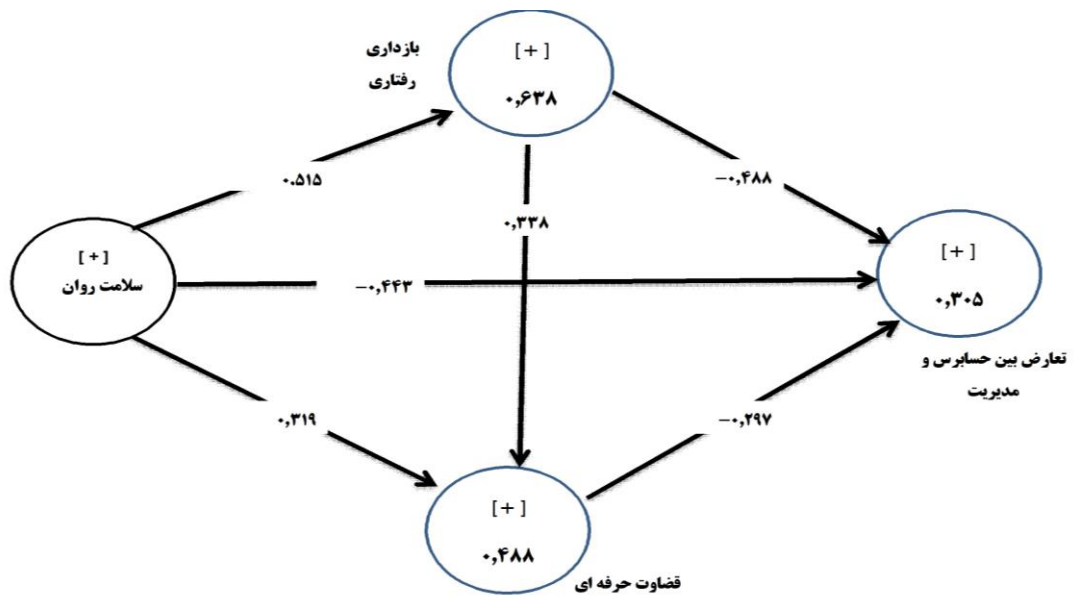 بازداری
رفتاری
[+]
۰,۶۳۸
۰.۵۱۵
−۰,۴۸۸
۰,۳۳۸
[+]
سلامت روان
−۰,۴۴۳
[+]
۰,۳۰۵
تعارض بین حسابرس و
مدیریت
۰,۳۱۹
−۰,۲۹۷
[+]
۰,۴۸۸
قضاوت حرفه ای